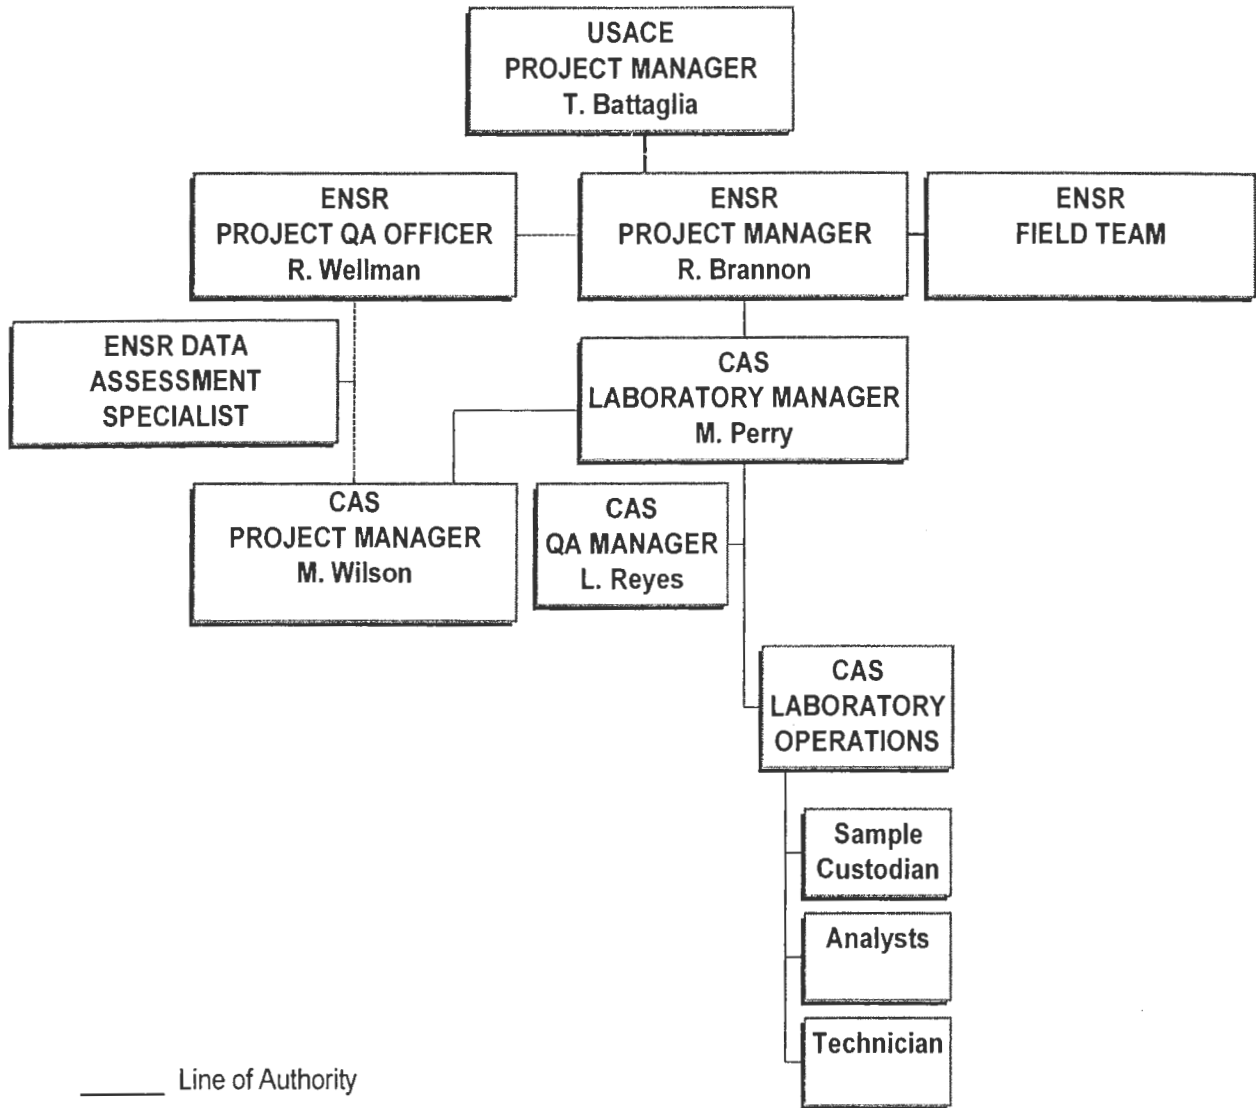 USACE
PROJECT MANAGER
T. Battaglia
ENSR
PROJECT QA OFFICER
R. Wellman
ENSR
PROJECT MANAGER
R. Brannon
ENSR
FIELD TEAM
ENSR DATA
ASSESSMENT
SPECIALIST
CAS
LABORATORY MANAGER
M. Perry
CAS
PROJECT MANAGER
M. Wilson
CAS
QA MANAGER
L. Reyes
CAS
LABORATORY
OPERATIONS
Sample
Custodian
Analysts
Technician
Line of Authority